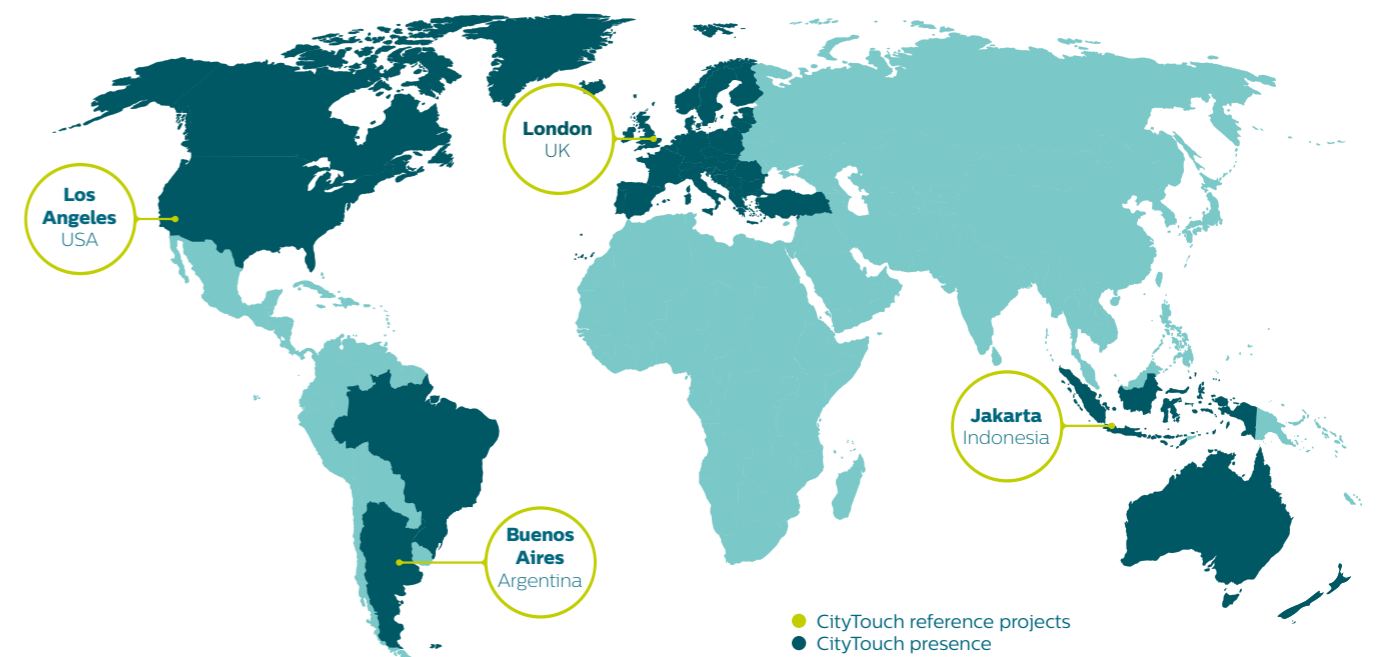 London
UK
Los
Angeles
USA
Jakarta
Indonesia
Buenos
Aires
Argentina
CityTouch reference projects
CityTouch presence